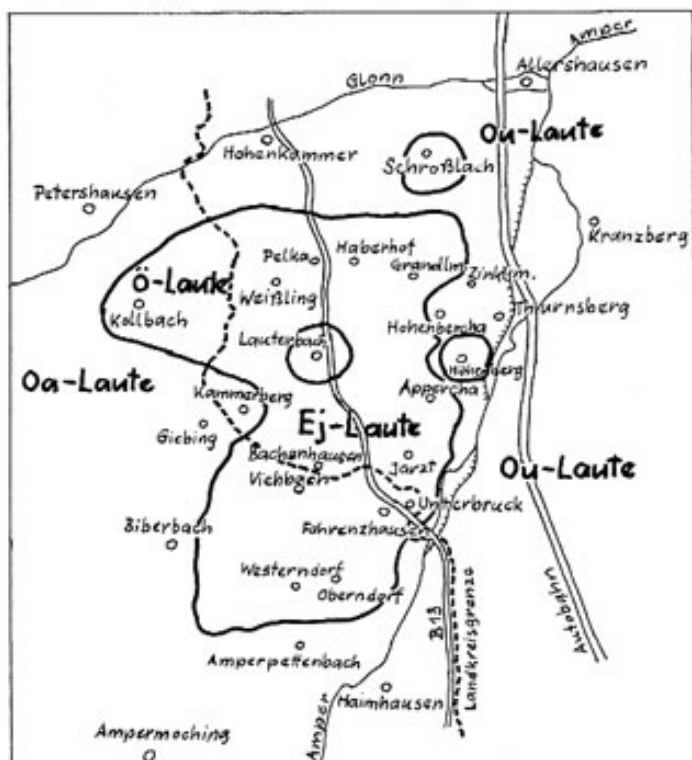 Amper
Allershausen
Glonn
Ou-Laute
Hohenkammer
Schroßlach
Petershausen
Kranzberg
Pelka
Haberhof
Grandlm.
Zinklm.
Ö-Laute
Weißling
Kollbach
Thurnsberg
Hohenbercha
Lauterbach
Oa-Laute
Appercha
Kammerberg
Giebing
Ej-Laute
Bachenhausen
Jarzt
Ou-Laute
Viehbach
Unterbruck
Fahrenzhausen
Biberbach
Westerndorf
Oberndorf
Autobahn
B13
Landkreisgrenze
Amperpettenbach
Haimhausen
Amper
Ampermoching